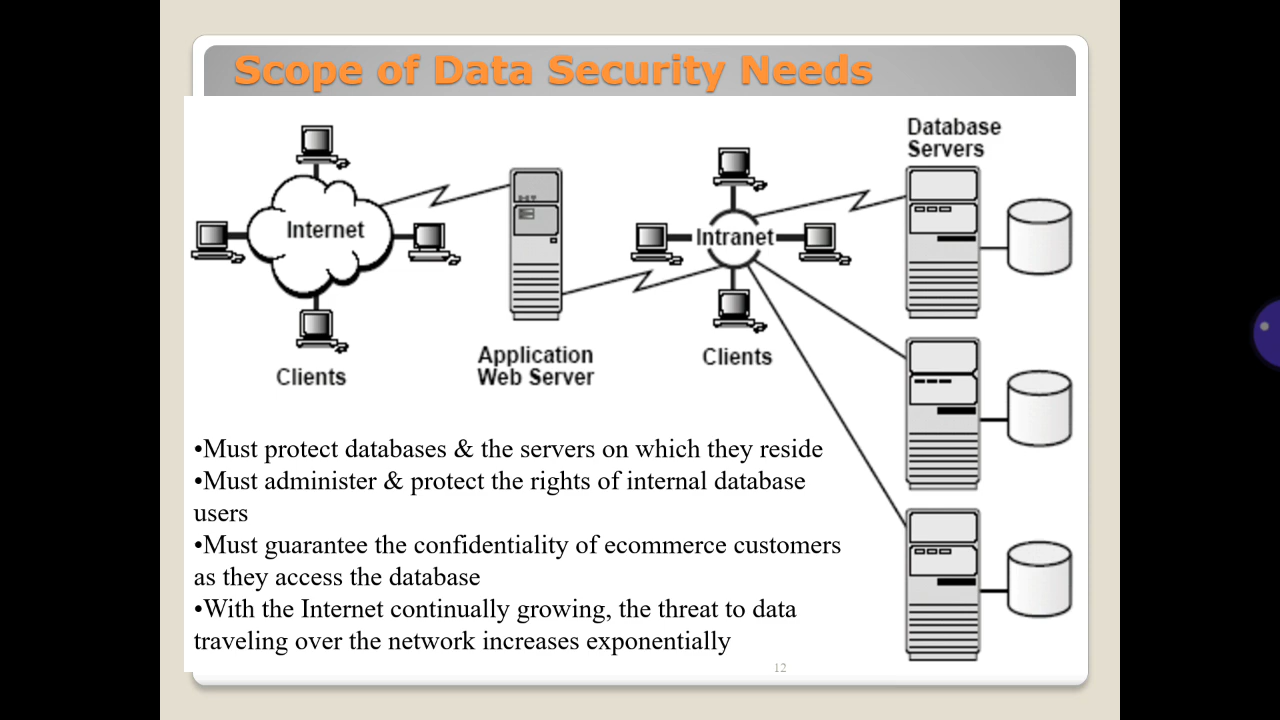 Scope of Data Security Needs
Database
Servers
Internet
Intranet
Clients
Application
Web Server
Clients
•Must protect databases & the servers on which they reside
•Must administer & protect the rights of internal database
users
•Must guarantee the confidentiality of ecommerce customers
as they access the database
•With the Internet continually growing, the threat to data
traveling over the network increases exponentially
12